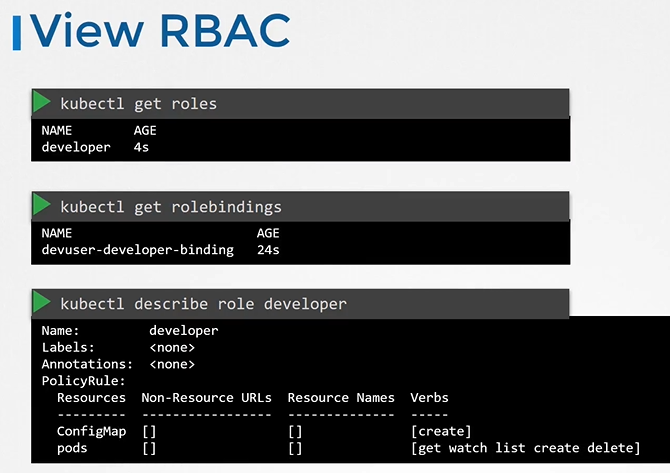 View RBAC
kubectl get roles
NAME AGE
developer 4s
kubectl get rolebindings
NAME AGE
devuser-developer-binding 24s
kubectl describe role developer
Name: developer
Labels: <none>
Annotations: <none>
PolicyRule:
Resources Non-Resource URLs Resource Names Verbs
--------- ----------------- -------------- -----
ConfigMap [] [] [create]
pods [] [] [get watch list create delete]